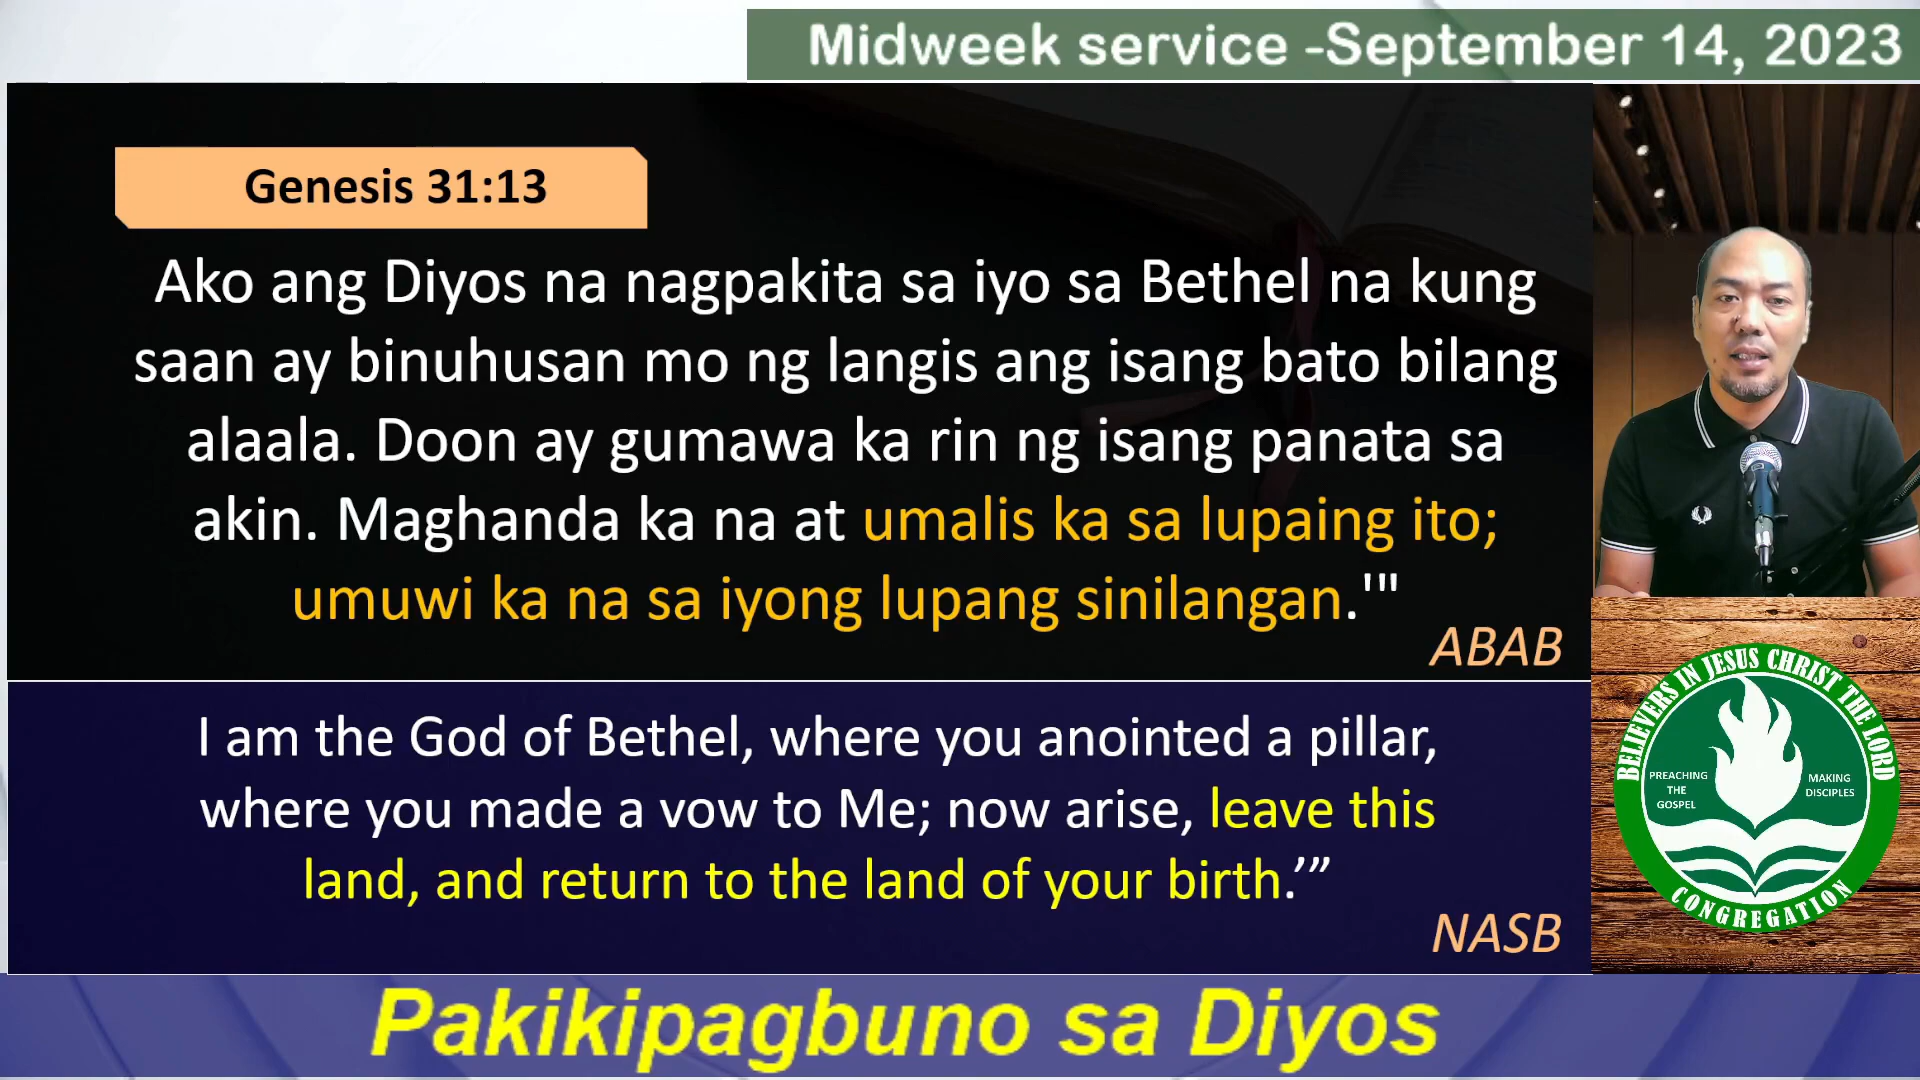 Midweek service -September 14, 2023
Genesis 31:13
Ako ang Diyos na nagpakita sa iyo sa Bethel na kung
saan ay binuhusan mo ng langis ang isang bato bilang
alaala. Doon ay gumawa ka rin ng isang panata sa
akin. Maghanda ka na at umalis ka sa lupaing ito;
umuwi ka na sa iyong lupang sinilangan.'"
ABAB
I am the God of Bethel, where you anointed a pillar,
where you made a vow to Me; now arise, leave this
land, and return to the land of your birth.’”
NASB
BELIEVERS IN JESUS CHRIST THE LORD
PREACHING
THE
GOSPEL
MAKING
DISCIPLES
CONGREGATION
Pakikipagbuno sa Diyos